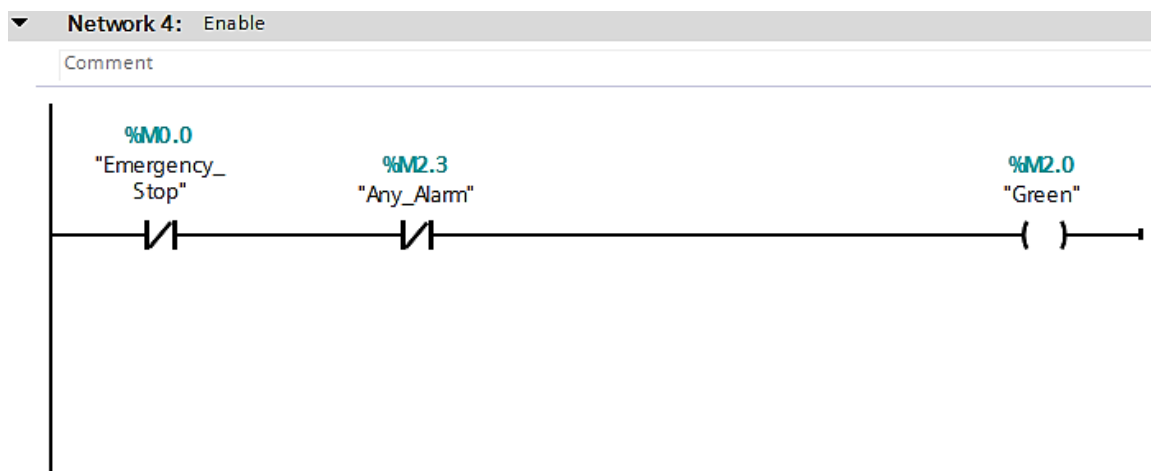 Network 4: Enable
Comment
%M0.0
"Emergency_
Stop"
%M2.3
"Any_Alarm"
%M2.0
"Green"